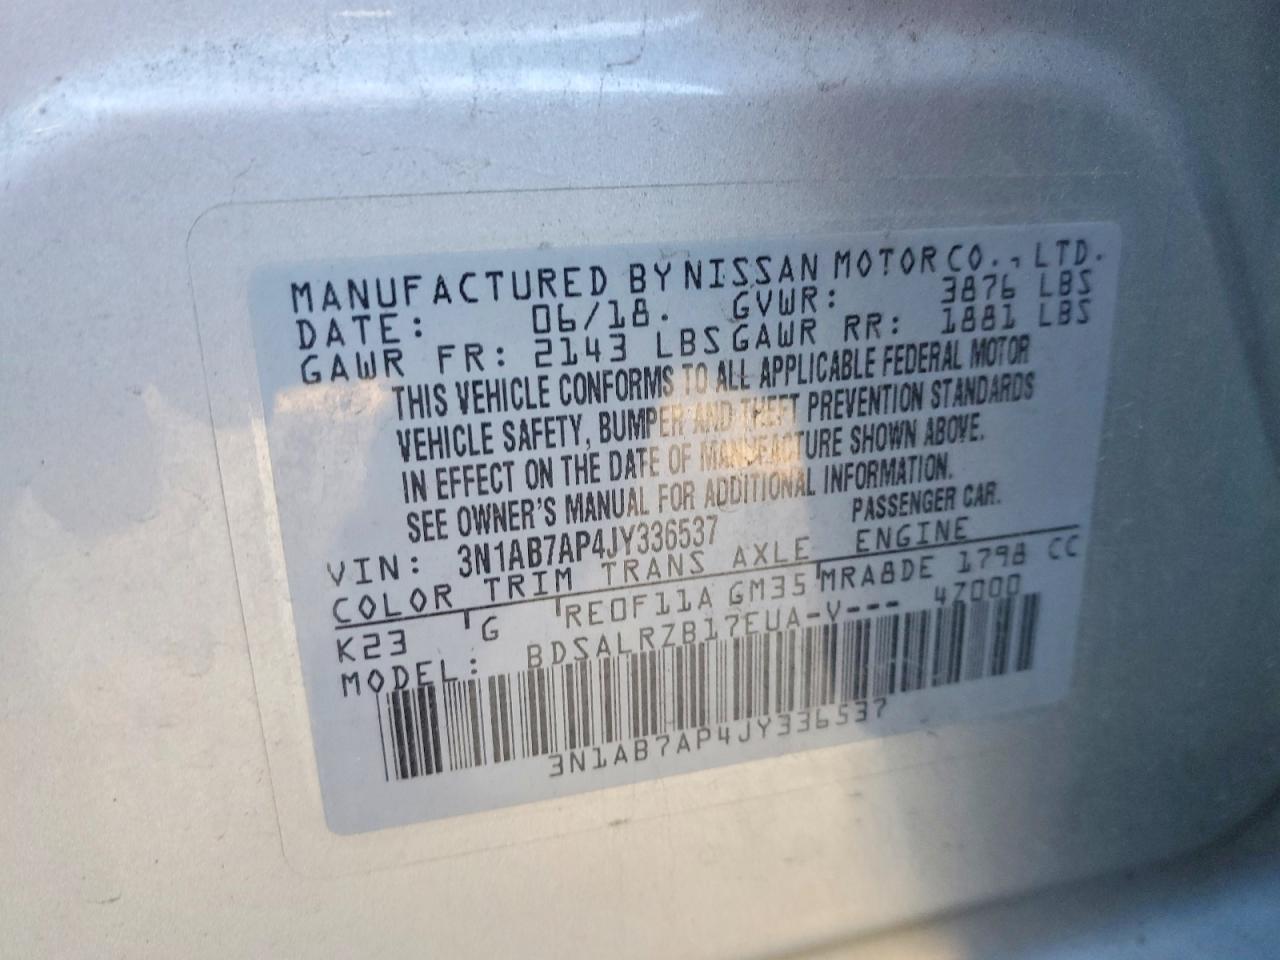 MANUFACTURED BY NISSAN MOTOR CO., LTD.
DATE: 06/18. GVWR: 3876 LBS
GAWR FR: 2143 LBS GAWR RR: 1881 LBS
THIS VEHICLE CONFORMS TO ALL APPLICABLE FEDERAL MOTOR
VEHICLE SAFETY, BUMPER AND THEFT PREVENTION STANDARDS
IN EFFECT ON THE DATE OF MANUFACTURE SHOWN ABOVE.
SEE OWNER'S MANUAL FOR ADDITIONAL INFORMATION.
VIN: 3N1AB7AP4JY336537 PASSENGER CAR.
COLOR TRIM TRANS AXLE ENGINE
K23 G RE0F11A GM35 MRA8DE 1798 CC
MODEL: BDSALRZB17EUA-V--- 47000
3N1AB7AP4JY336537